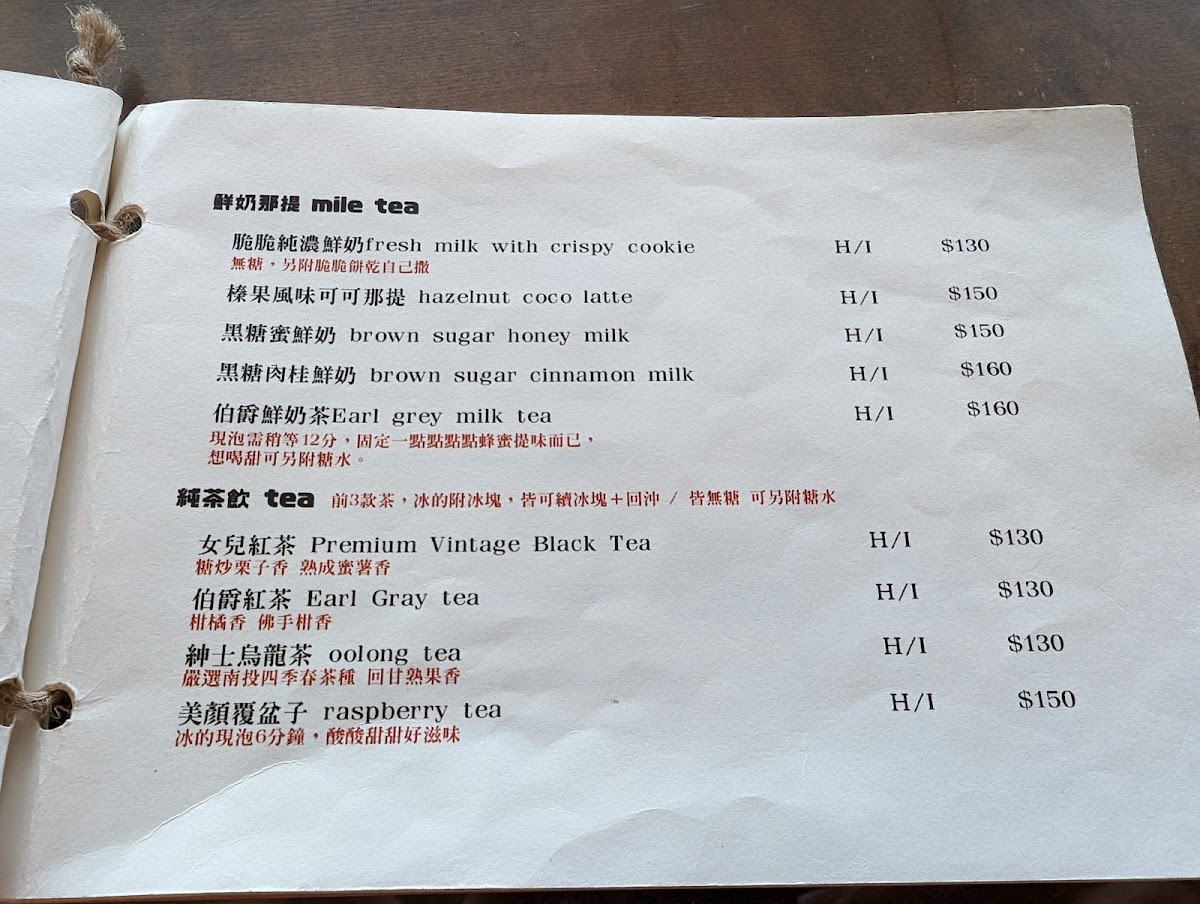 鮮奶那提 mile tea
脆脆純濃鮮奶fresh milk with crispy cookie H/I $130
無糖，另附脆脆餅乾自己撒
榛果風味可可那提 hazelnut coco latte H/I $150
黑糖蜜鮮奶 brown sugar honey milk H/I $150
黑糖肉桂鮮奶 brown sugar cinnamon milk H/I $160
伯爵鮮奶茶Earl grey milk tea H/I $160
現泡需稍等12分，固定一點點點點蜂蜜提味而已，
想喝甜可另附糖水。
純茶飲 tea 前3款茶，冰的附冰塊，皆可續冰塊＋回沖 / 皆無糖 可另附糖水
女兒紅茶 Premium Vintage Black Tea H/I $130
糖炒栗子香 熟成蜜薯香
伯爵紅茶 Earl Gray tea H/I $130
柑橘香 佛手柑香
紳士烏龍茶 oolong tea H/I $130
嚴選南投四季春茶種 回甘熟果香
美顏覆盆子 raspberry tea H/I $150
冰的現泡6分鐘，酸酸甜甜好滋味